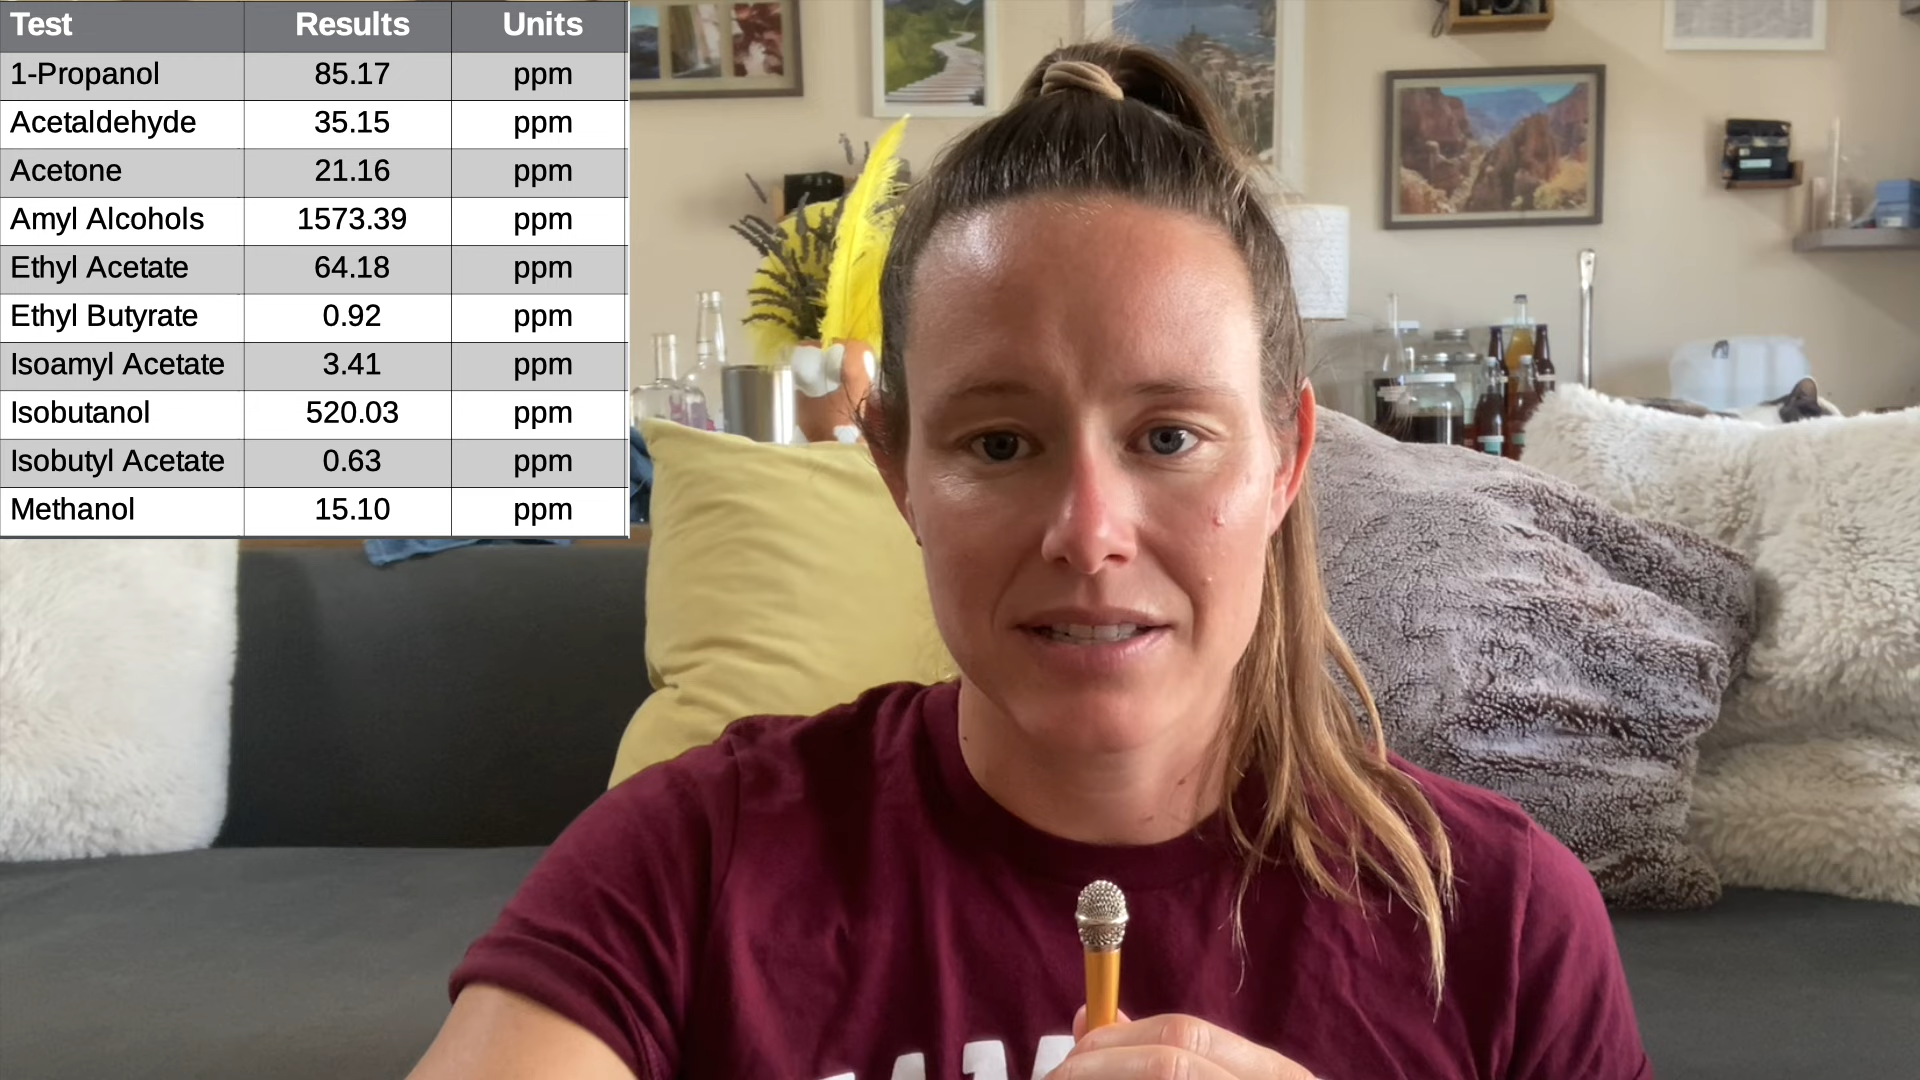 Test Results Units
1-Propanol 85.17 ppm
Acetaldehyde 35.15 ppm
Acetone 21.16 ppm
Amyl Alcohols 1573.39 ppm
Ethyl Acetate 64.18 ppm
Ethyl Butyrate 0.92 ppm
Isoamyl Acetate 3.41 ppm
Isobutanol 520.03 ppm
Isobutyl Acetate 0.63 ppm
Methanol 15.10 ppm